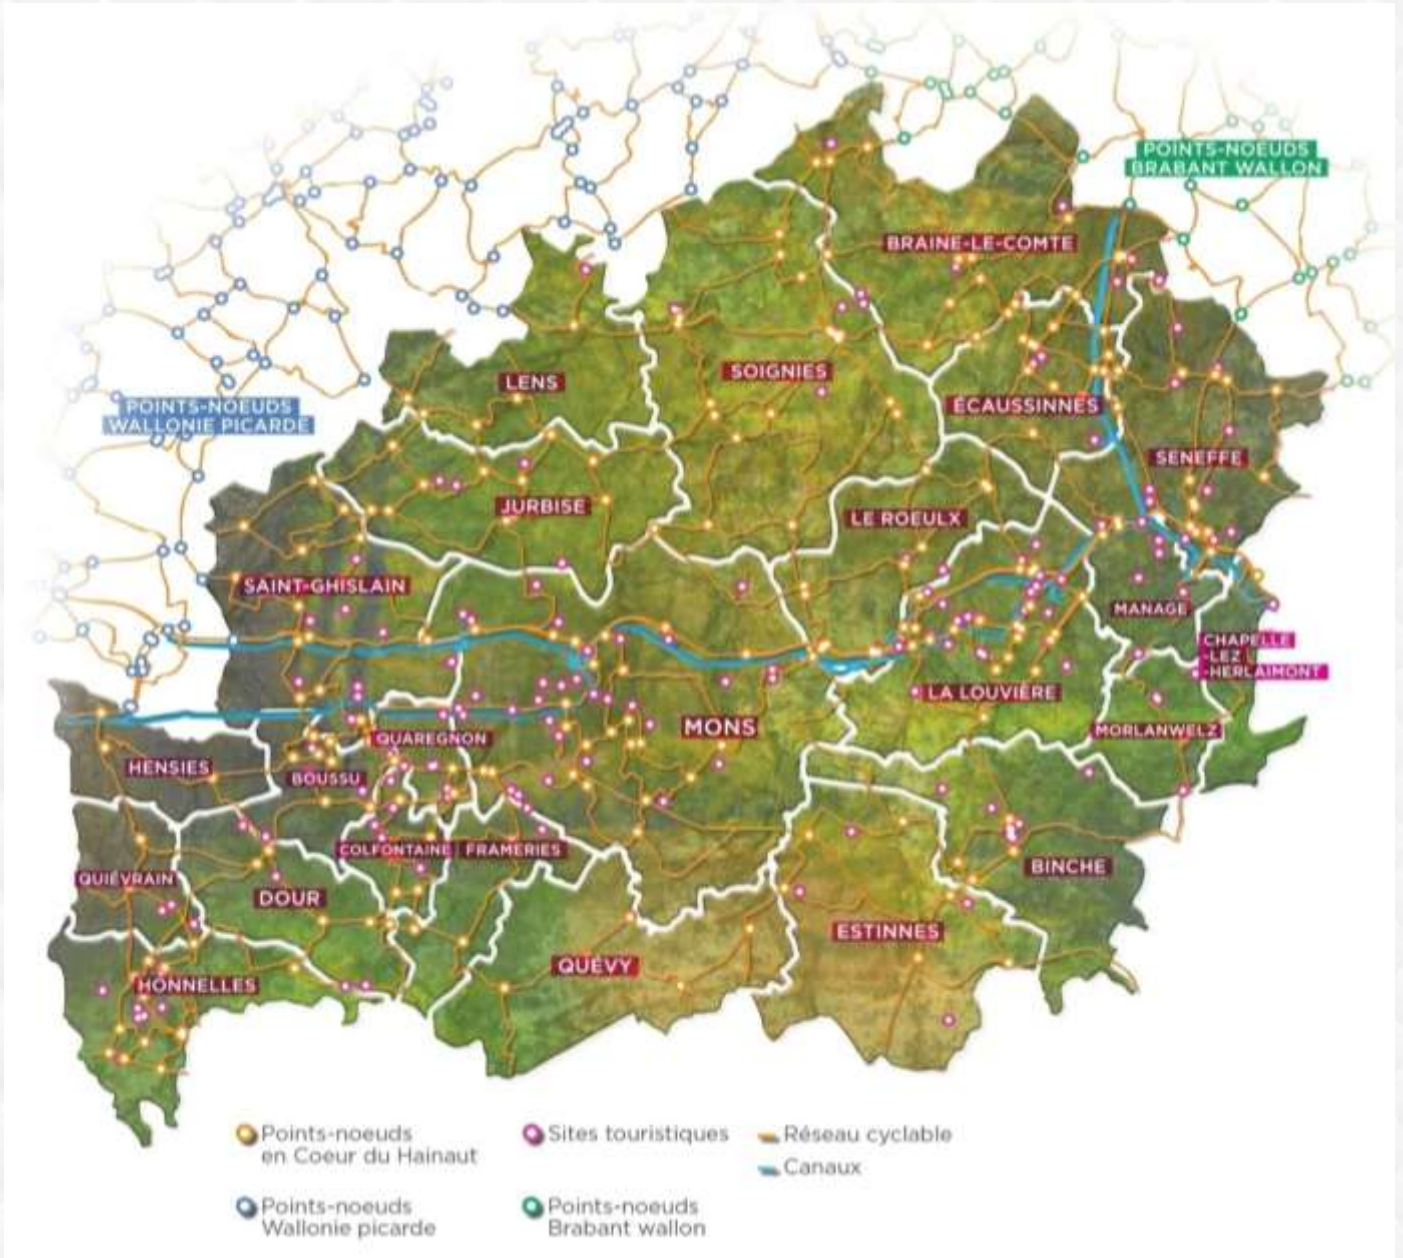 POINTS-NOEUDS
BRABANT WALLON
BRAINE-LE-COMTE
SOIGNIES
LENS
ÉCAUSSINNES
POINTS-NOEUDS
WALLONIE PICARDE
SENEFFE
JURBISE
LE ROEULX
SAINT-GHISLAIN
MANAGE
CHAPELLE
-LEZ
-HERLAIMONT
LA LOUVIÈRE
MONS
MORLANWELZ
QUAREGNON
HENSIES
BOUSSU
COLFONTAINE
FRAMERIES
BINCHE
QUIÉVRAIN
DOUR
ESTINNES
QUÉVY
HONNELLES
Points-noeuds
en Coeur du Hainaut
Sites touristiques
Réseau cyclable
Canaux
Points-noeuds
Wallonie picarde
Points-noeuds
Brabant wallon